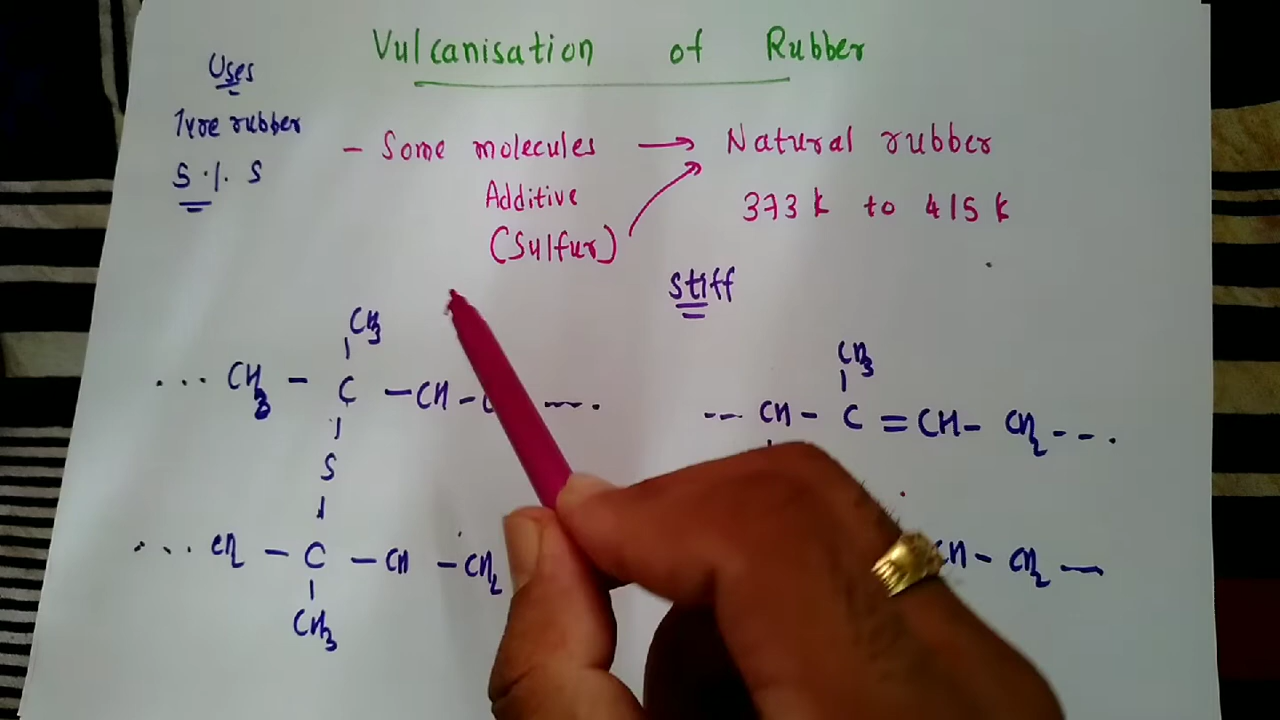 Vulcanisation of Rubber
Uses
Tyre rubber
5 ·/. S
- Some molecules → Natural rubber
Additive
(Sulfur)
373 k to 415 k
Stiff
CH3
... CH3 - C - CH -
S
... CH2 - C - CH - CH2
CH3
CH3
--- CH - C = CH - CH2 ---.
CH - CH2 —